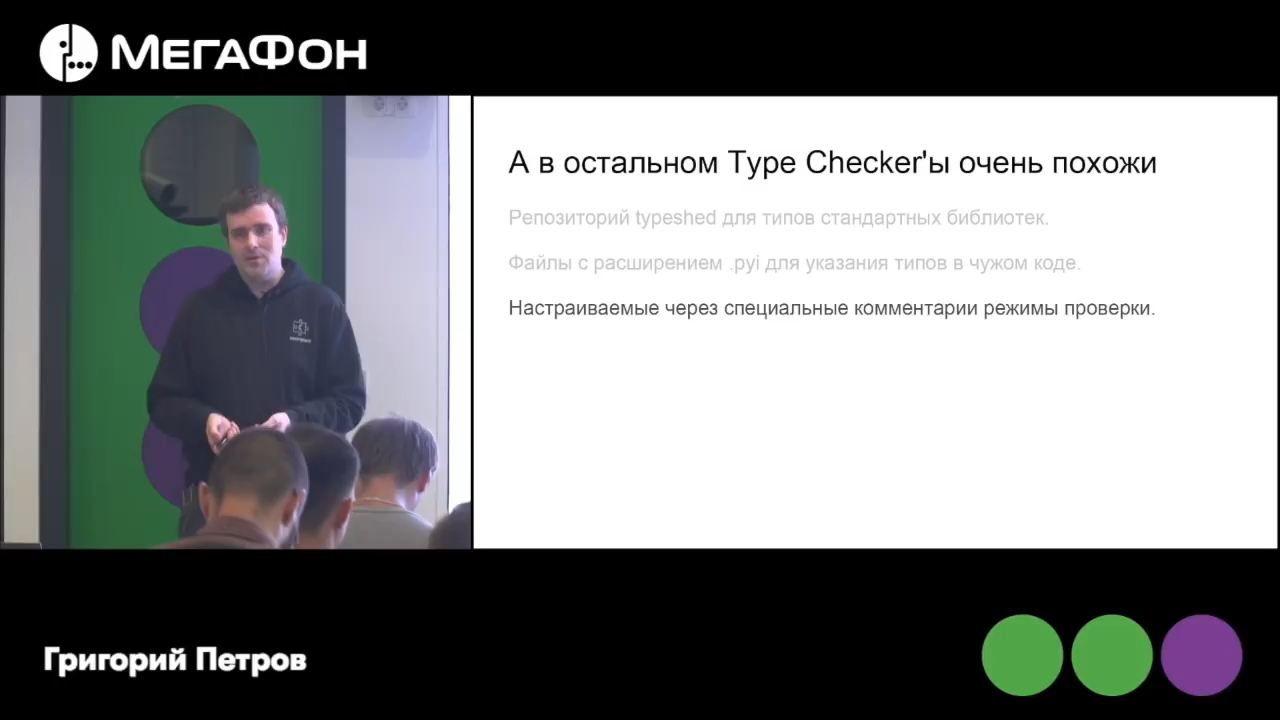 МегаФон
А в остальном Type Checker'ы очень похожи
Репозиторий typeshed для типов стандартных библиотек.
Файлы с расширением .pyi для указания типов в чужом коде.
Настраиваемые через специальные комментарии режимы проверки.
Григорий Петров